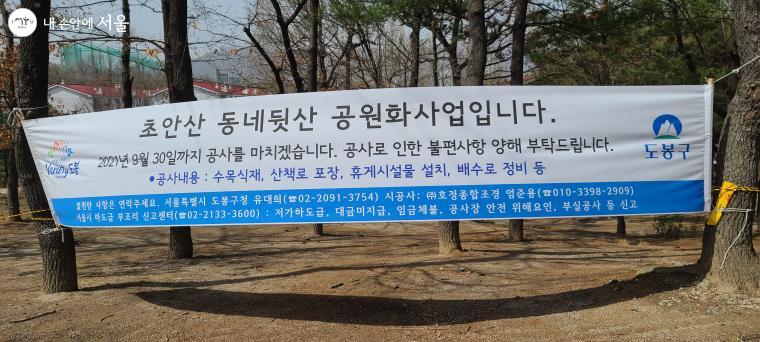 내 손안에 서울
초안산 동네뒷산 공원화사업입니다.
2021년 9월 30일까지 공사를 마치겠습니다. 공사로 인한 불편사항 양해 부탁드립니다.
•공사내용 : 수목식재, 산책로 포장, 휴게시설물 설치, 배수로 정비 등
도봉구
불편한 사항은 연락주세요. 서울특별시 도봉구청 유대희(☎02-2091-3754) 시공사: ㈜호정종합조경 엄준용(☎010-3398-2909)
서울시 하도급 부조리 신고센터(☎02-2133-3600) : 저가하도급, 대금미지급, 임금체불, 공사장 안전 위해요인, 부실공사 등 신고